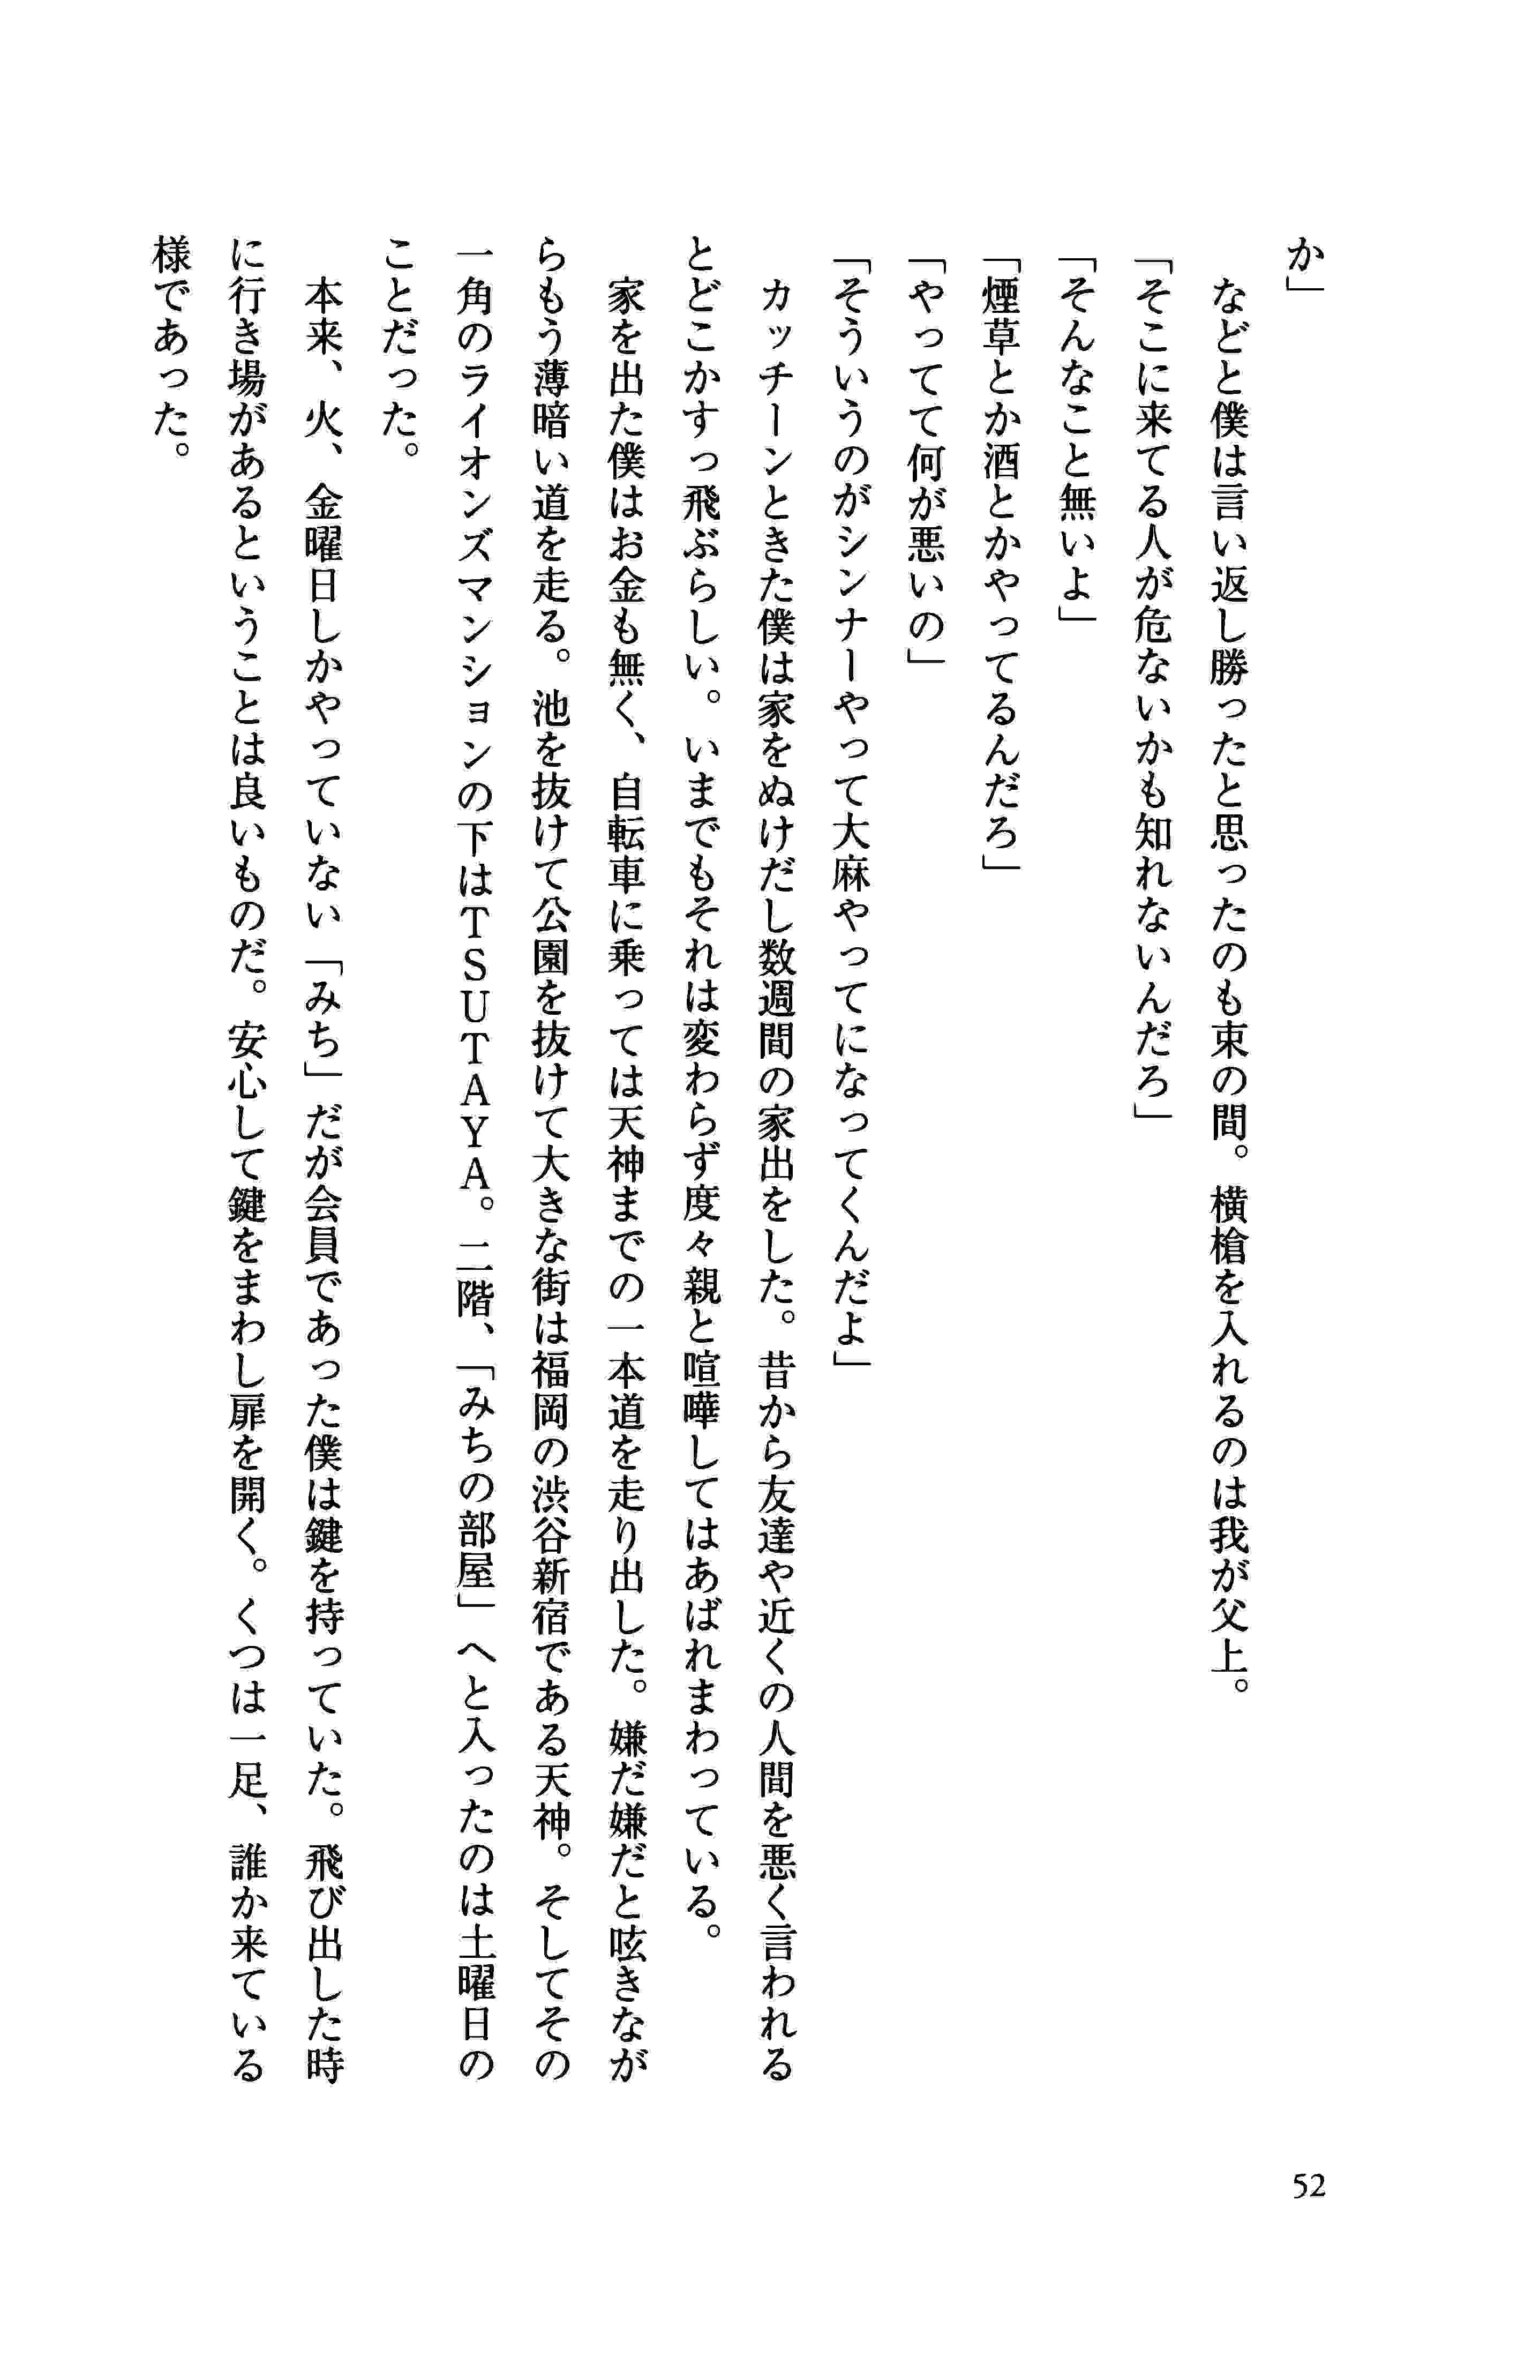 か」
　などと僕は言い返し勝ったと思ったのも束の間。横槍を入れるのは我が父上。
「そこに来てる人が危ないかも知れないんだろ」
「そんなこと無いよ」
「煙草とか酒とかやってるんだろ」
「やってて何が悪いの」
「そういうのがシンナーやって大麻やってになってくんだよ」
　カッチーンときた僕は家をぬけだし数週間の家出をした。昔から友達や近くの人間を悪く言われる
とどこかすっ飛ぶらしい。いまでもそれは変わらず度々親と喧嘩してはあばれまわっている。
　家を出た僕はお金も無く、自転車に乗っては天神までの一本道を走り出した。嫌だ嫌だと呟きなが
らもう薄暗い道を走る。池を抜けて公園を抜けて大きな街は福岡の渋谷新宿である天神。そしてその
一角のライオンズマンションの下はTSUTAYA。二階、「みちの部屋」へと入ったのは土曜日の
ことだった。
　本来、火、金曜日しかやっていない「みち」だが会員であった僕は鍵を持っていた。飛び出した時
に行き場があるということは良いものだ。安心して鍵をまわし扉を開く。くつは一足、誰か来ている
様であった。
52